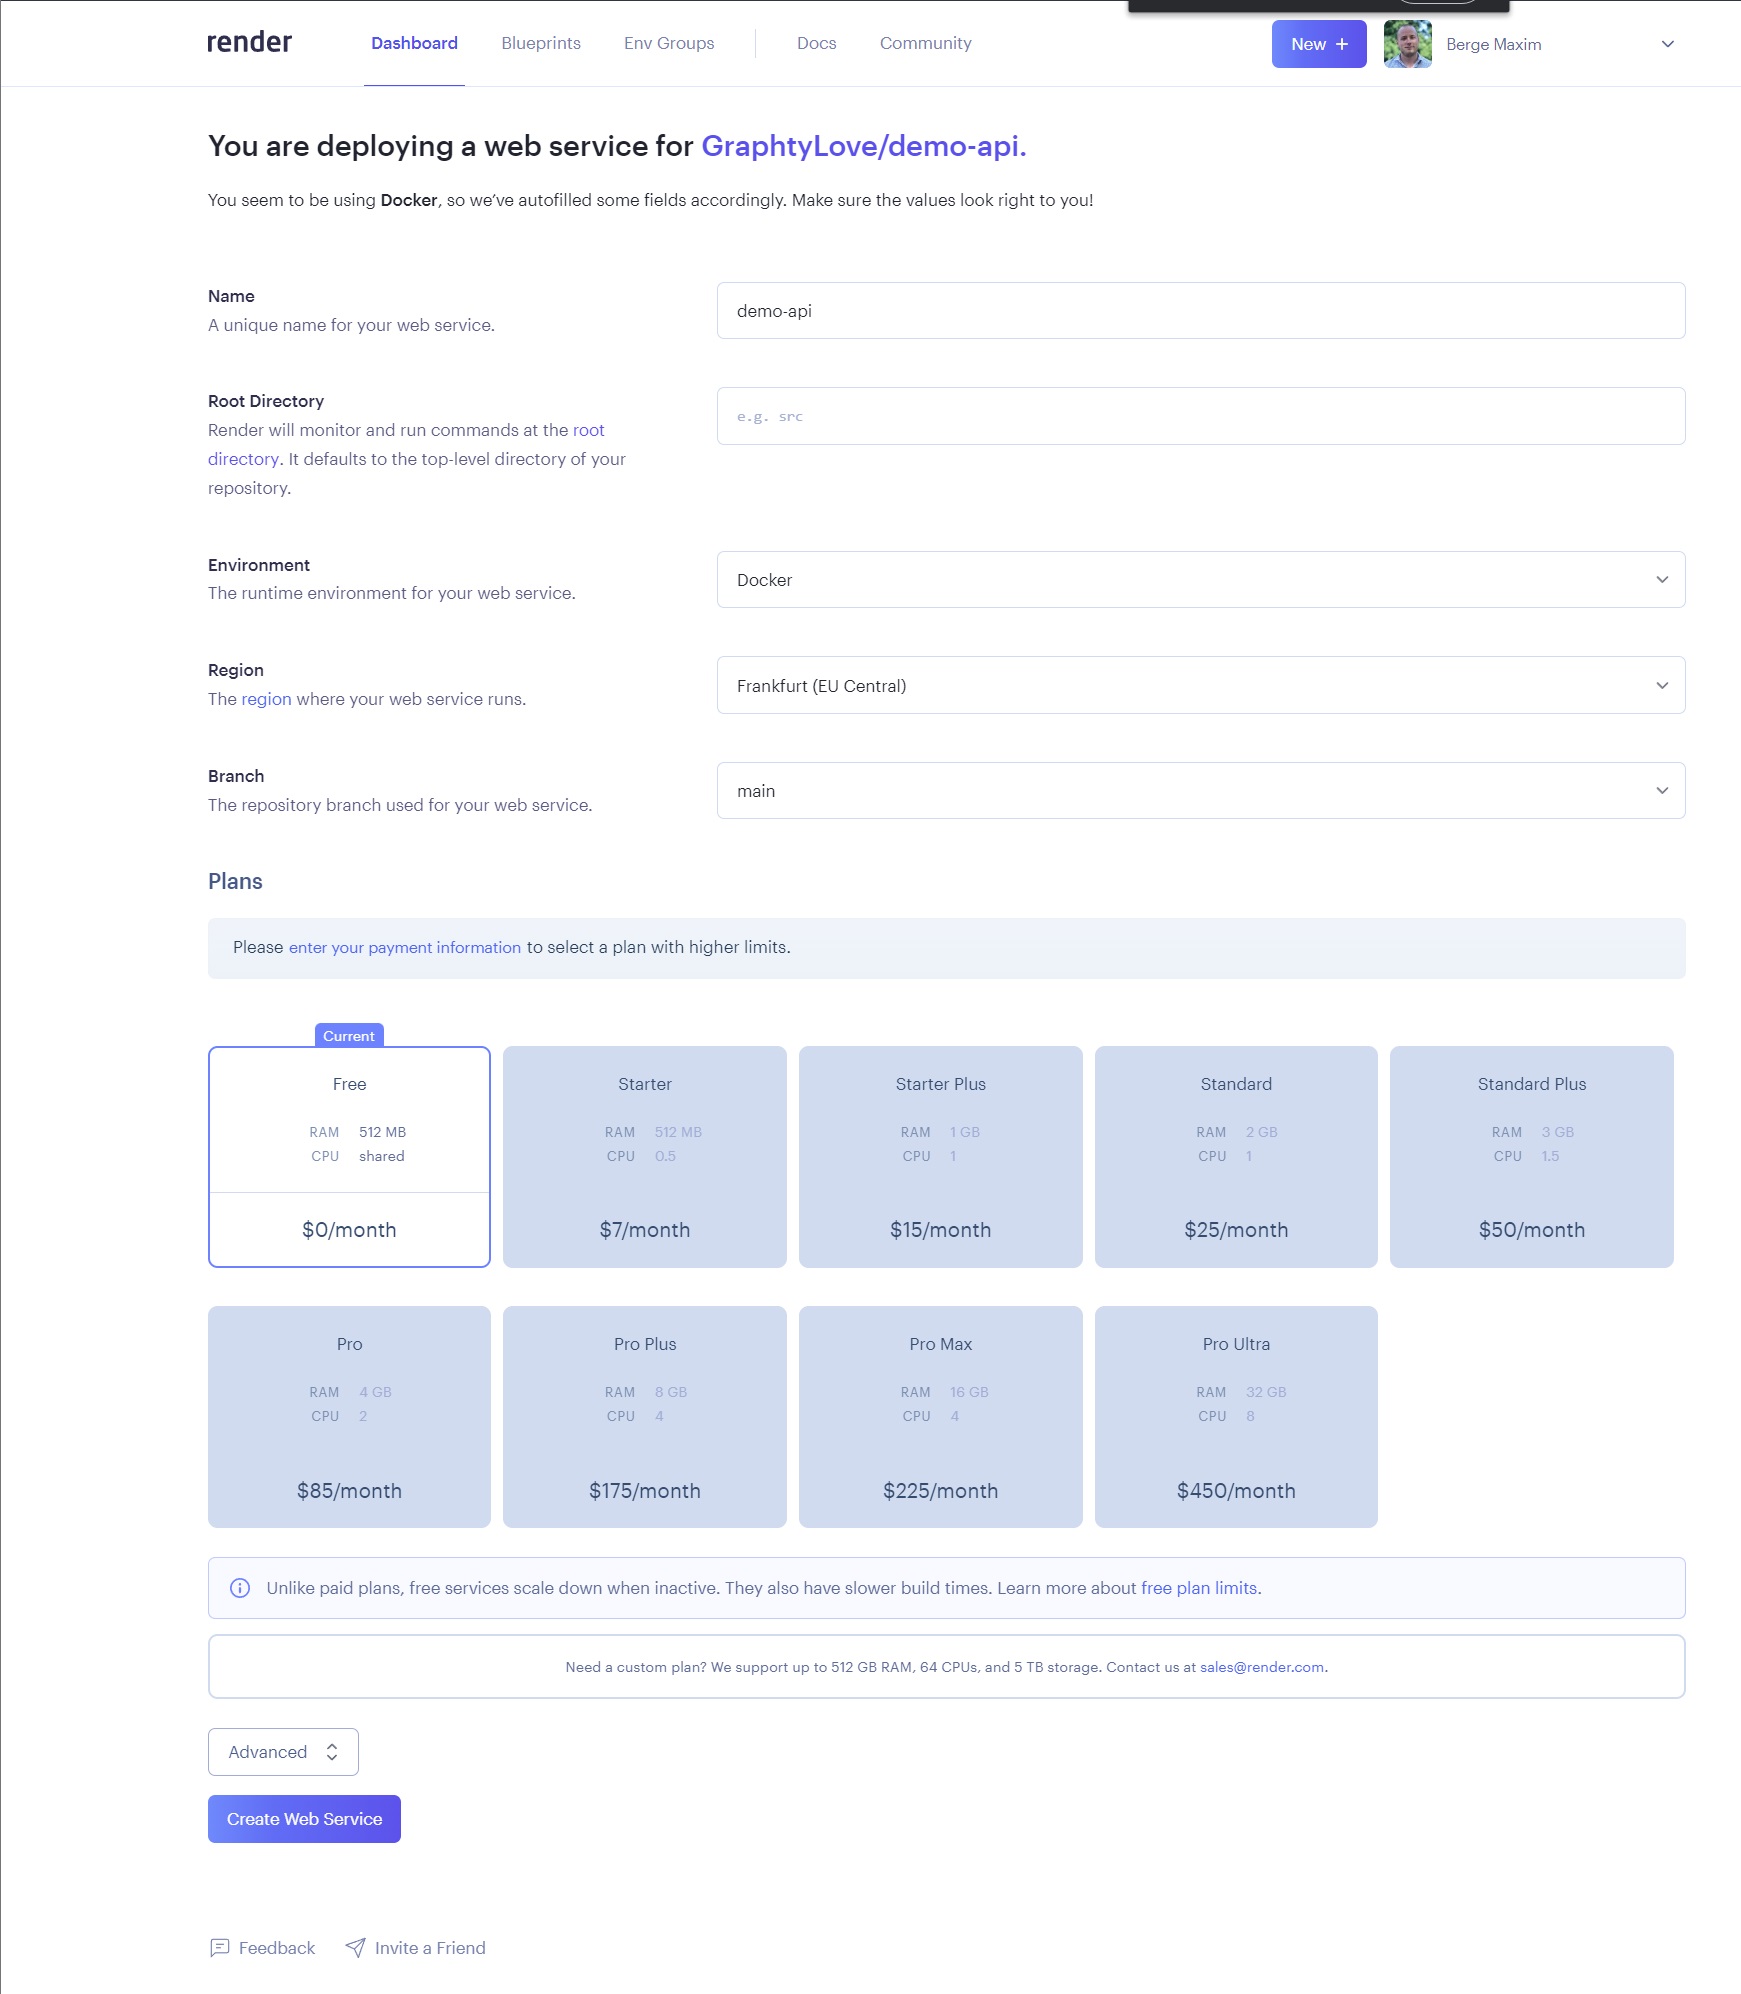 render
Dashboard
Blueprints
Env Groups
Docs
Community
New +
Berge Maxim
You are deploying a web service for GraphtyLove/demo-api.
You seem to be using Docker, so we've autofilled some fields accordingly. Make sure the values look right to you!
Name
A unique name for your web service.
demo-api
Root Directory
Render will monitor and run commands at the root
directory. It defaults to the top-level directory of your
repository.
e.g. src
Environment
The runtime environment for your web service.
Docker
Region
The region where your web service runs.
Frankfurt (EU Central)
Branch
The repository branch used for your web service.
main
Plans
Please enter your payment information to select a plan with higher limits.
Current
Free
RAM 512 MB
CPU shared
$0/month
Starter
RAM 512 MB
CPU 0.5
$7/month
Starter Plus
RAM 1 GB
CPU 1
$15/month
Standard
RAM 2 GB
CPU 1
$25/month
Standard Plus
RAM 3 GB
CPU 1.5
$50/month
Pro
RAM 4 GB
CPU 2
$85/month
Pro Plus
RAM 8 GB
CPU 4
$175/month
Pro Max
RAM 16 GB
CPU 4
$225/month
Pro Ultra
RAM 32 GB
CPU 8
$450/month
Unlike paid plans, free services scale down when inactive. They also have slower build times. Learn more about free plan limits.
Need a custom plan? We support up to 512 GB RAM, 64 CPUs, and 5 TB storage. Contact us at sales@render.com.
Advanced
Create Web Service
Feedback
Invite a Friend